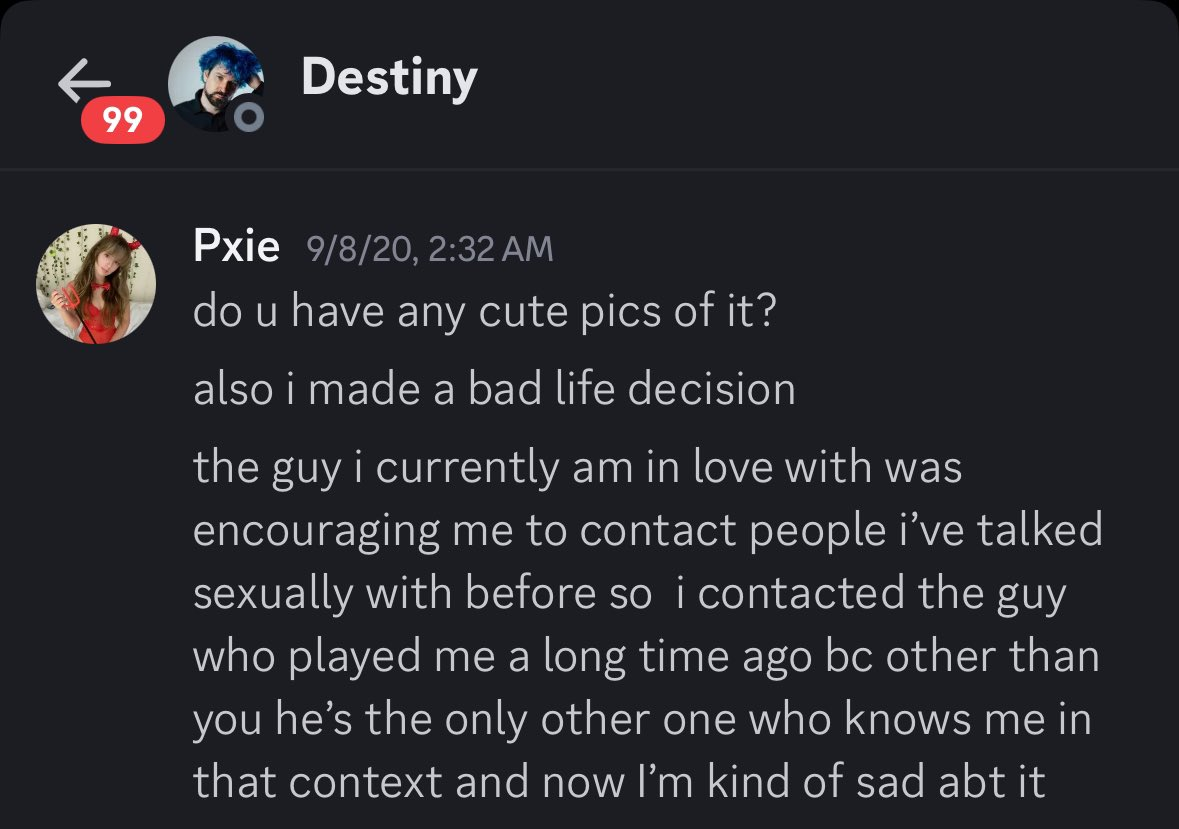 Destiny
99
Pxie 9/8/20, 2:32 AM
do u have any cute pics of it?
also i made a bad life decision
the guy i currently am in love with was
encouraging me to contact people i’ve talked
sexually with before so  i contacted the guy
who played me a long time ago bc other than
you he’s the only other one who knows me in
that context and now I’m kind of sad abt it